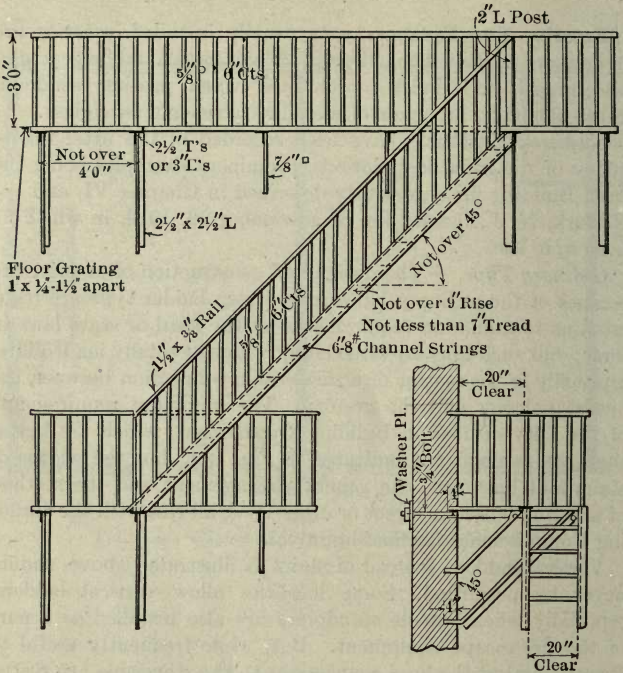 2"L Post
3'0"
5/8"○ 6"Cts
Not over
4'0"
2½"T's
or 3"L's
7/8"□
2½"x 2½"L
Floor Grating
1"x ¼-1½"apart
Not over 45°
1½"x ⅜"Rail
5/8"○ 6"Cts
Not over 9"Rise
Not less than 7"Tread
6"-8# Channel Strings
20"
Clear
Washer Pl.
¾"Bolt
4"
45°
4"
20"
Clear